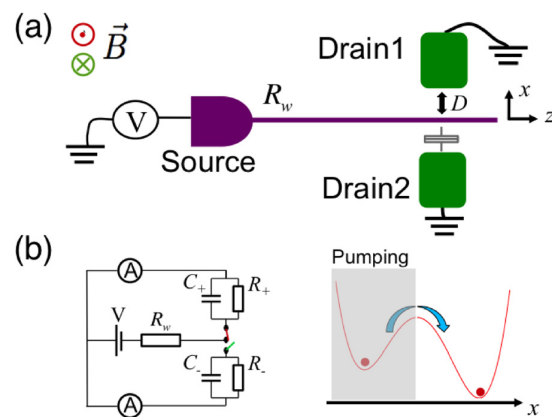 (a)
B
Drain1
R_w
D
x
z
V
Source
Drain2
(b)
A
C_+
R_+
V
R_w
C_-
R_-
A
Pumping
x